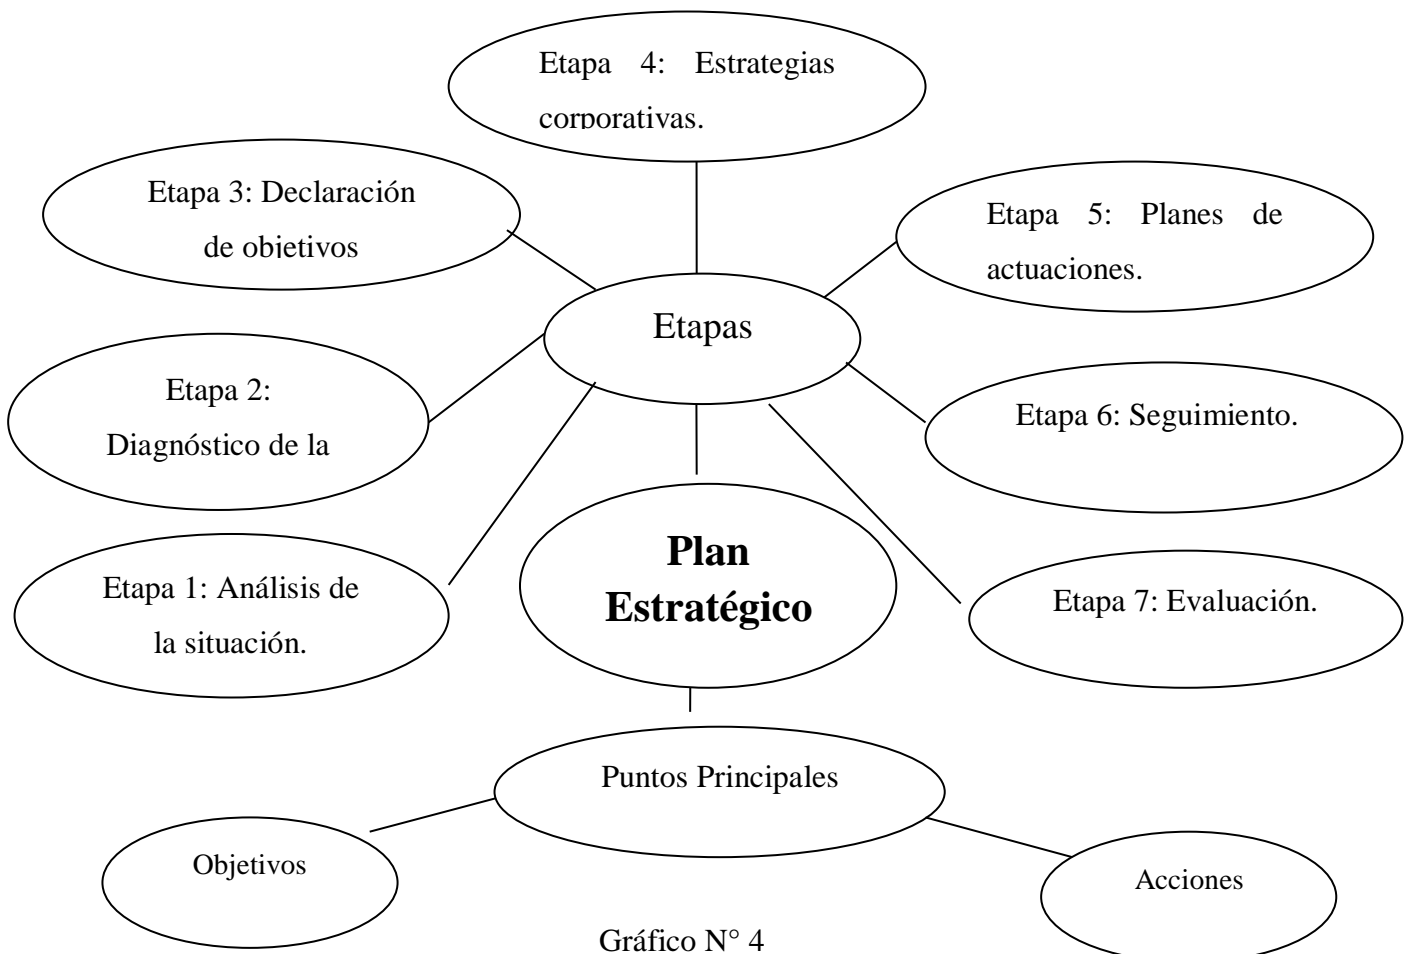 Etapa 4: Estrategias
corporativas.
Etapa 3: Declaración
de objetivos
Etapa 5: Planes de
actuaciones.
Etapas
Etapa 2:
Diagnóstico de la
Etapa 6: Seguimiento.
Plan
Estratégico
Etapa 1: Análisis de
la situación.
Etapa 7: Evaluación.
Puntos Principales
Objetivos
Acciones
Gráfico N° 4